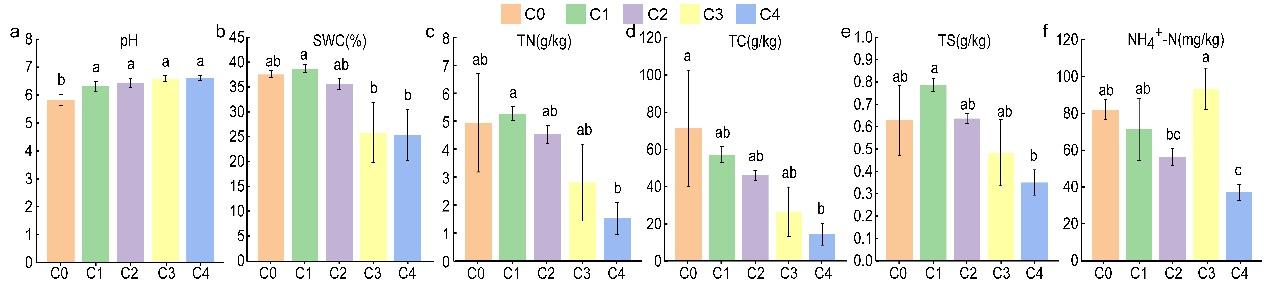 C0 C1 C2 C3 C4
a pH b SWC(%) c TN(g/kg) d TC(g/kg) e TS(g/kg) f NH₄⁺-N(mg/kg)
8 7 6 5 4 3 2 1 0
b a a a a
C0 C1 C2 C3 C4
45 40 35 30 25 20 15 10 5 0
ab a ab b b
C0 C1 C2 C3 C4
8 7 6 5 4 3 2 1 0
ab a ab ab b
C0 C1 C2 C3 C4
120 100 80 60 40 20 0
a ab ab ab b
C0 C1 C2 C3 C4
1.0 0.9 0.8 0.7 0.6 0.5 0.4 0.3 0.2 0.1 0.0
ab a ab ab b
C0 C1 C2 C3 C4
120 100 80 60 40 20 0
ab ab bc a c
C0 C1 C2 C3 C4